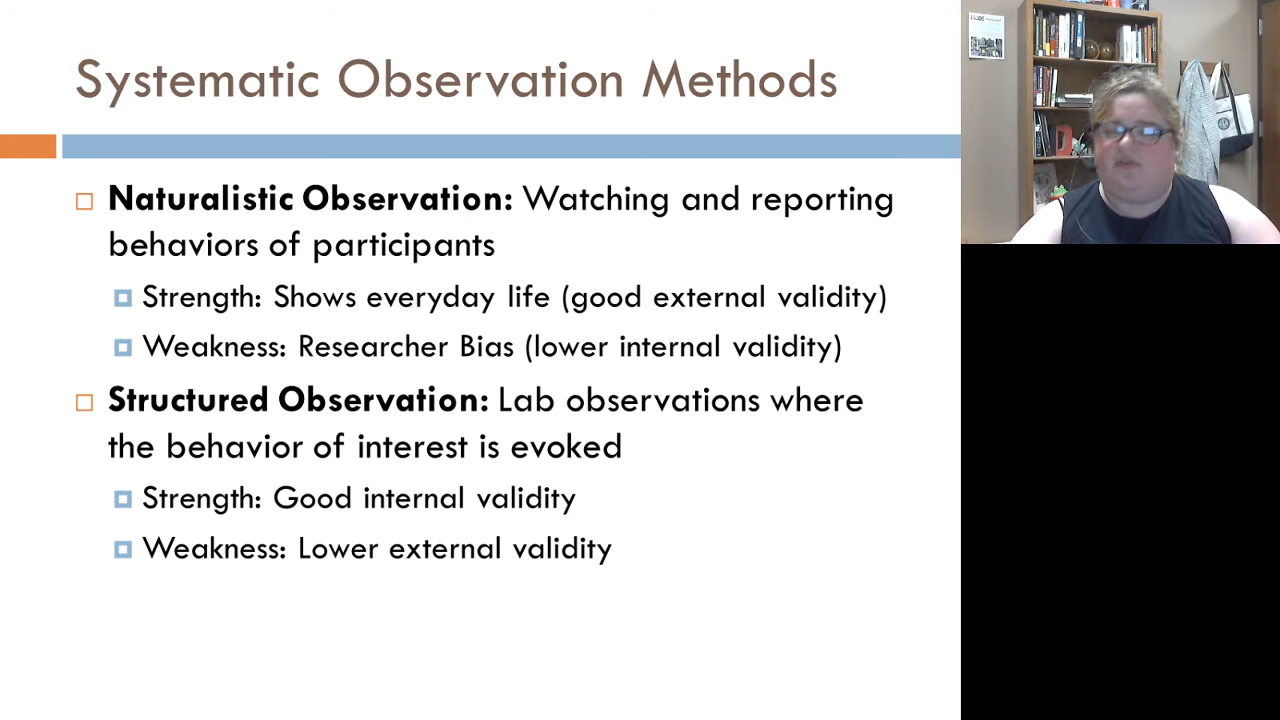 Systematic Observation Methods
Naturalistic Observation: Watching and reporting
behaviors of participants
Strength: Shows everyday life (good external validity)
Weakness: Researcher Bias (lower internal validity)
Structured Observation: Lab observations where
the behavior of interest is evoked
Strength: Good internal validity
Weakness: Lower external validity